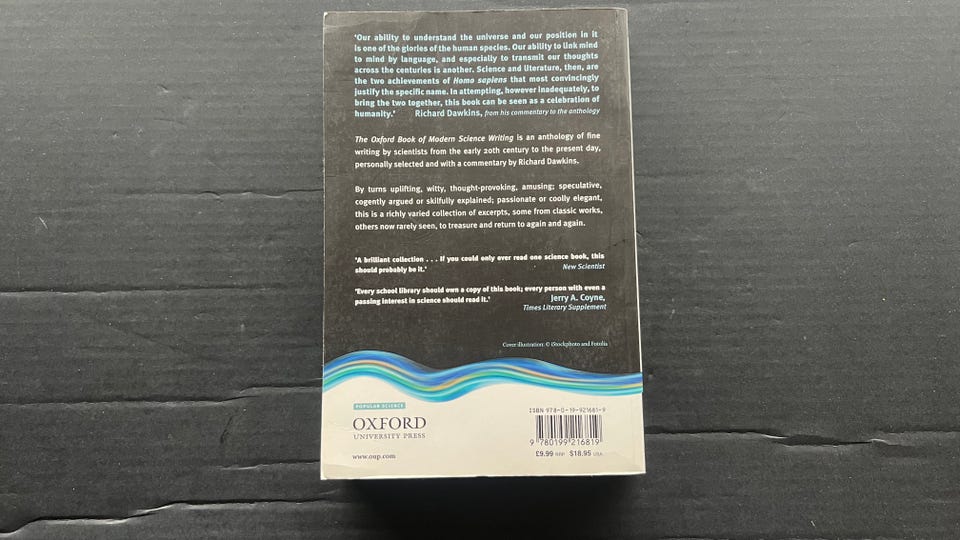 'Our ability to understand the universe and our position in it
is one of the glories of the human species. Our ability to link mind
to mind by language, and especially to transmit our thoughts
across the centuries is another. Science and literature, then, are
the two achievements of Homo sapiens that most convincingly
justify the specific name. In attempting, however inadequately, to
bring the two together, this book can be seen as a celebration of
humanity.' Richard Dawkins, from his commentary to the anthology
The Oxford Book of Modern Science Writing is an anthology of fine
writing by scientists from the early 20th century to the present day,
personally selected and with a commentary by Richard Dawkins.
By turns uplifting, witty, thought-provoking, amusing; speculative,
cogently argued or skilfully explained; passionate or coolly elegant,
this is a richly varied collection of excerpts, some from classic works,
others now rarely seen, to treasure and return to again and again.
'A brilliant collection . . . If you could only ever read one science book, this
should probably be it.' New Scientist
'Every school library should own a copy of this book; every person with even a
passing interest in science should read it.' Jerry A. Coyne,
Times Literary Supplement
Cover illustration: © iStockphoto and Fotolia
POPULAR SCIENCE
OXFORD
UNIVERSITY PRESS
www.oup.com
ISBN 978-0-19-921681-9
9 780199 216819
£9.99 RRP $18.95 USA